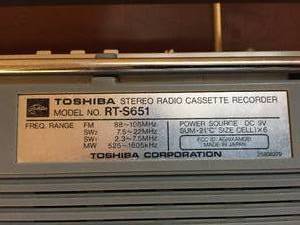 TOSHIBA STEREO RADIO CASSETTE RECORDER
MODEL NO. RT-S651
FREQ. RANGE FM 88~108MHz POWER SOURCE DC 9V
SW2 7.5~22MHz SUM-2(“C” SIZE CELL)×6
SW1 2.3~7.5MHz FCC ID:
MW 525~1605kHz MADE IN JAPAN
TOSHIBA CORPORATION